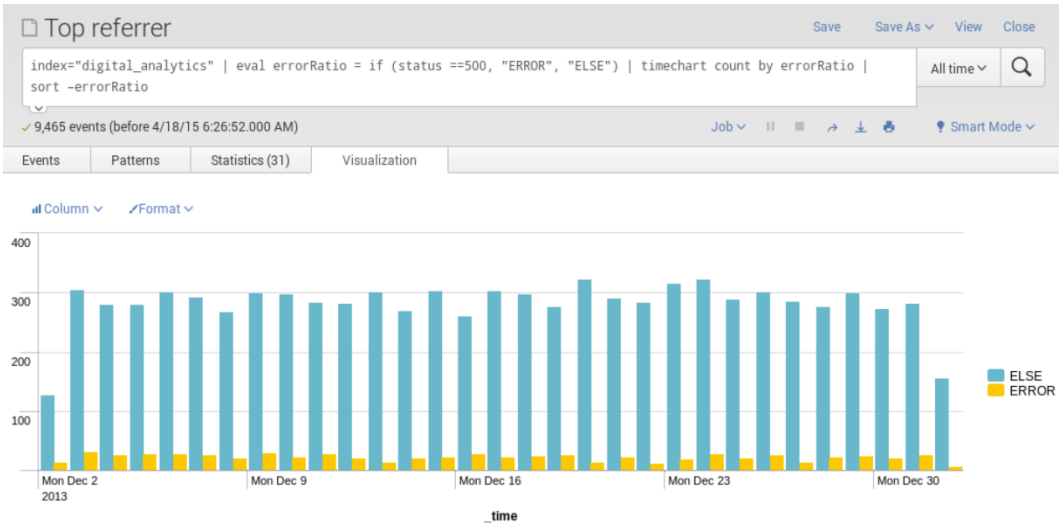 Top referrer
Save Save As View Close
index="digital_analytics" | eval errorRatio = if (status ==500, "ERROR", "ELSE") | timechart count by errorRatio |
sort -errorRatio
All time
9,465 events (before 4/18/15 6:26:52.000 AM)
Job Smart Mode
Events Patterns Statistics (31) Visualization
Column Format
400
300
200
100
ELSE
ERROR
Mon Dec 2 Mon Dec 9 Mon Dec 16 Mon Dec 23 Mon Dec 30
2013
_time